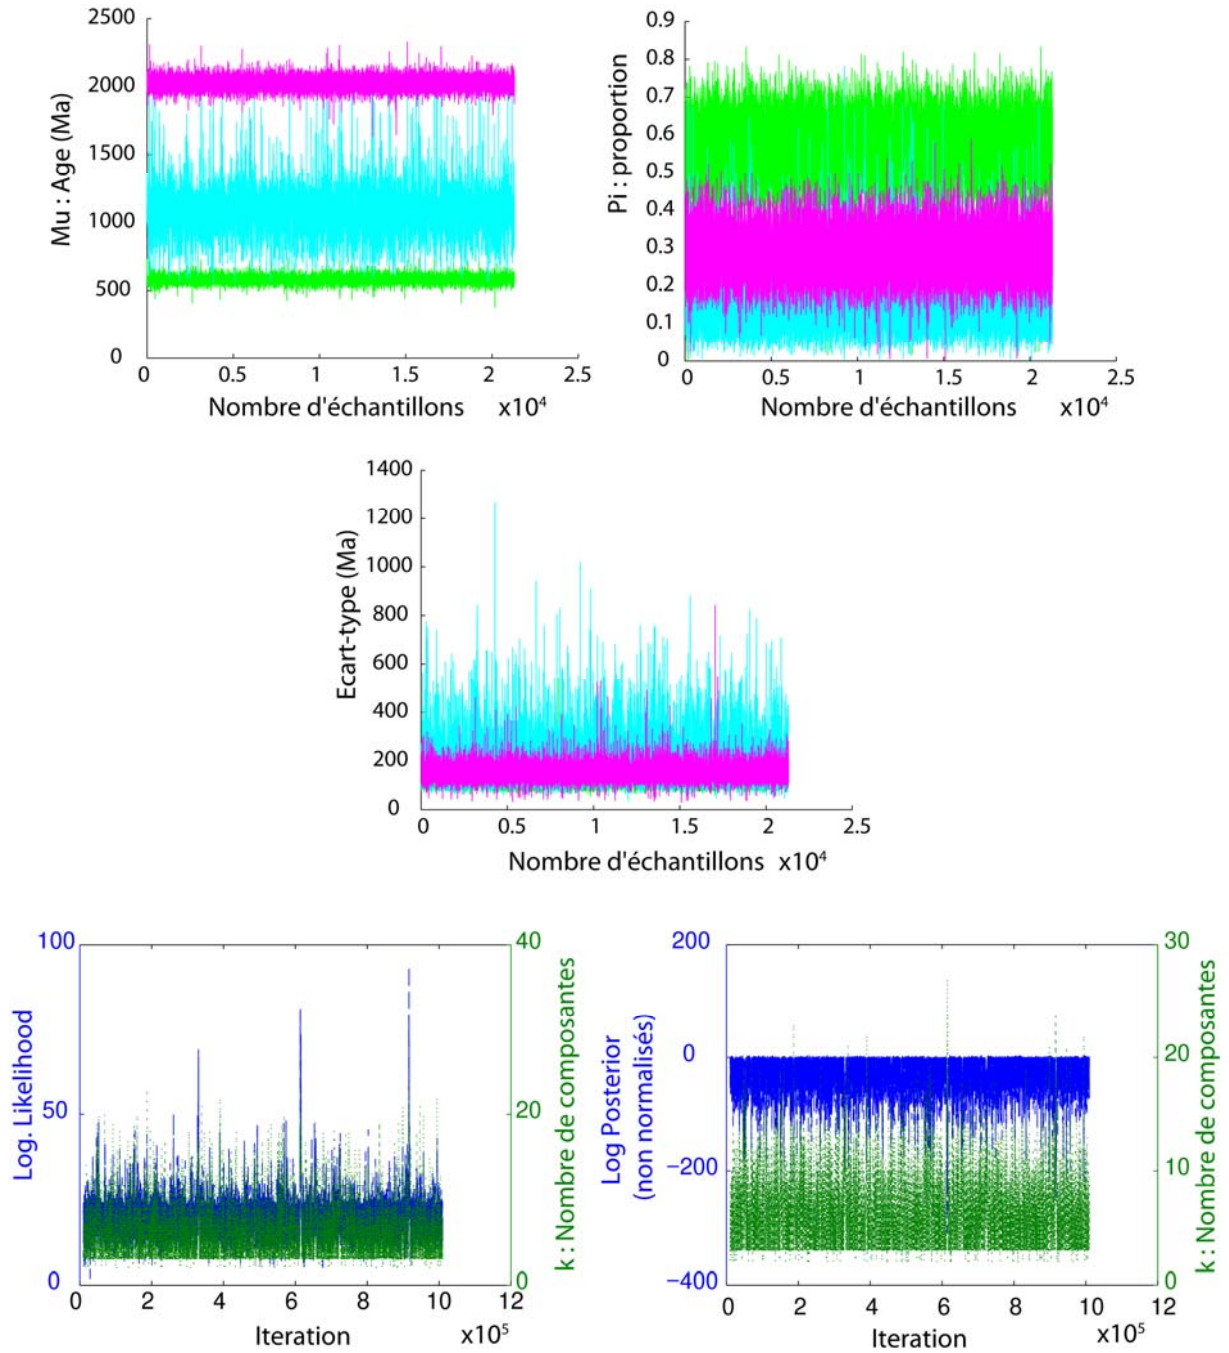 2500
2000
1500
1000
500
0
Mu : Age (Ma)
0 0.5 1 1.5 2 2.5
Nombre d'échantillons x10⁴
0.9
0.8
0.7
0.6
0.5
0.4
0.3
0.2
0.1
0
Pi : proportion
0 0.5 1 1.5 2 2.5
Nombre d'échantillons x10⁴
1400
1200
1000
800
600
400
200
0
Ecart-type (Ma)
0 0.5 1 1.5 2 2.5
Nombre d'échantillons x10⁴
100
50
0
Log. Likelihood
40
20
0
k : Nombre de composantes
0 2 4 6 8 10 12
Iteration x10⁵
200
0
−200
−400
Log Posterior
(non normalisés)
30
20
10
0
k : Nombre de composantes
0 2 4 6 8 10 12
Iteration x10⁵